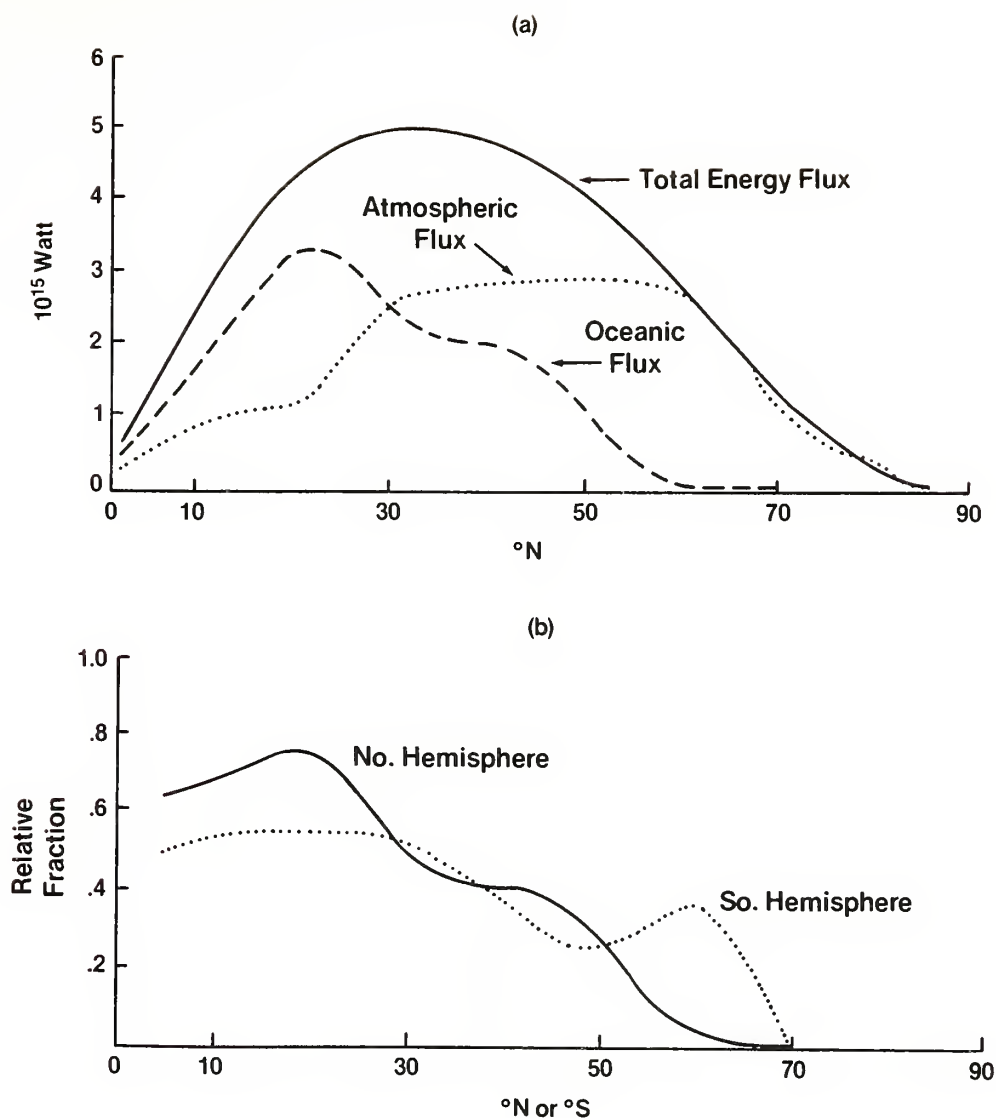 (a)
6
5
4
3
2
1
0
10^15 Watt
Total Energy Flux
Atmospheric
Flux
Oceanic
Flux
0 10 30 50 70 90
°N
(b)
1.0
.8
.6
.4
.2
Relative
Fraction
No. Hemisphere
So. Hemisphere
0 10 30 50 70 90
°N or °S